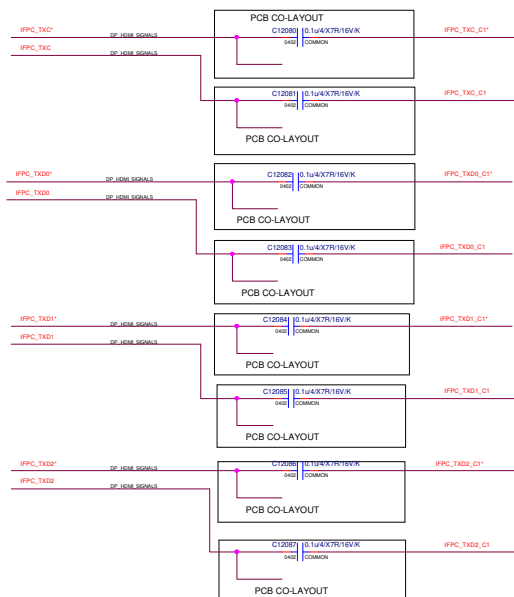 PCB CO-LAYOUT
IFPC_TXC* DP_HDMI_SIGNALS C12080 0.1u/4/X7R/16V/K IFPC_TXC_C1*
0402 COMMON
IFPC_TXC
C12081 0.1u/4/X7R/16V/K IFPC_TXC_C1
0402 COMMON
PCB CO-LAYOUT
IFPC_TXD0* DP_HDMI_SIGNALS C12082 0.1u/4/X7R/16V/K IFPC_TXD0_C1*
0402 COMMON
IFPC_TXD0 DP_HDMI_SIGNALS
PCB CO-LAYOUT
C12083 0.1u/4/X7R/16V/K IFPC_TXD0_C1
0402 COMMON
PCB CO-LAYOUT
IFPC_TXD1* DP_HDMI_SIGNALS C12084 0.1u/4/X7R/16V/K IFPC_TXD1_C1*
0402 COMMON
IFPC_TXD1 DP_HDMI_SIGNALS
PCB CO-LAYOUT
C12085 0.1u/4/X7R/16V/K IFPC_TXD1_C1
0402 COMMON
PCB CO-LAYOUT
IFPC_TXD2* DP_HDMI_SIGNALS C12086 0.1u/4/X7R/16V/K IFPC_TXD2_C1*
0402 COMMON
IFPC_TXD2 DP_HDMI_SIGNALS
PCB CO-LAYOUT
C12087 0.1u/4/X7R/16V/K IFPC_TXD2_C1
0402 COMMON
PCB CO-LAYOUT